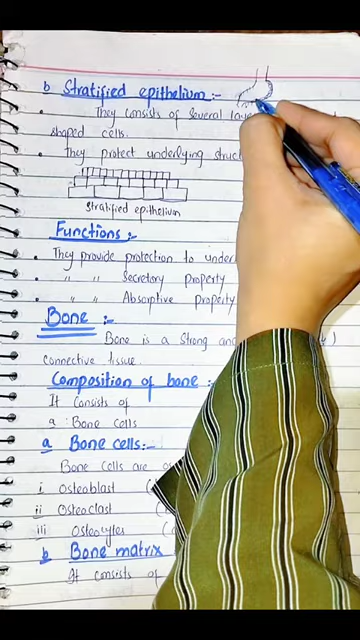 b Stratified epithelium :-
• They consists of several
shaped cells.
• They protect underlying
Stratified epithelium
Functions :-
• They provide protection to
• " " Secretory Property
• " " Absorptive Property
Bone :-
Bone is a Strong
connective tissue.
Composition of bone :-
It Consists of
a : Bone cells
a Bone cells:-
Bone cells are
i Osteoblast
ii Osteoclast
iii Osteocytes
b Bone matrix
It consists of